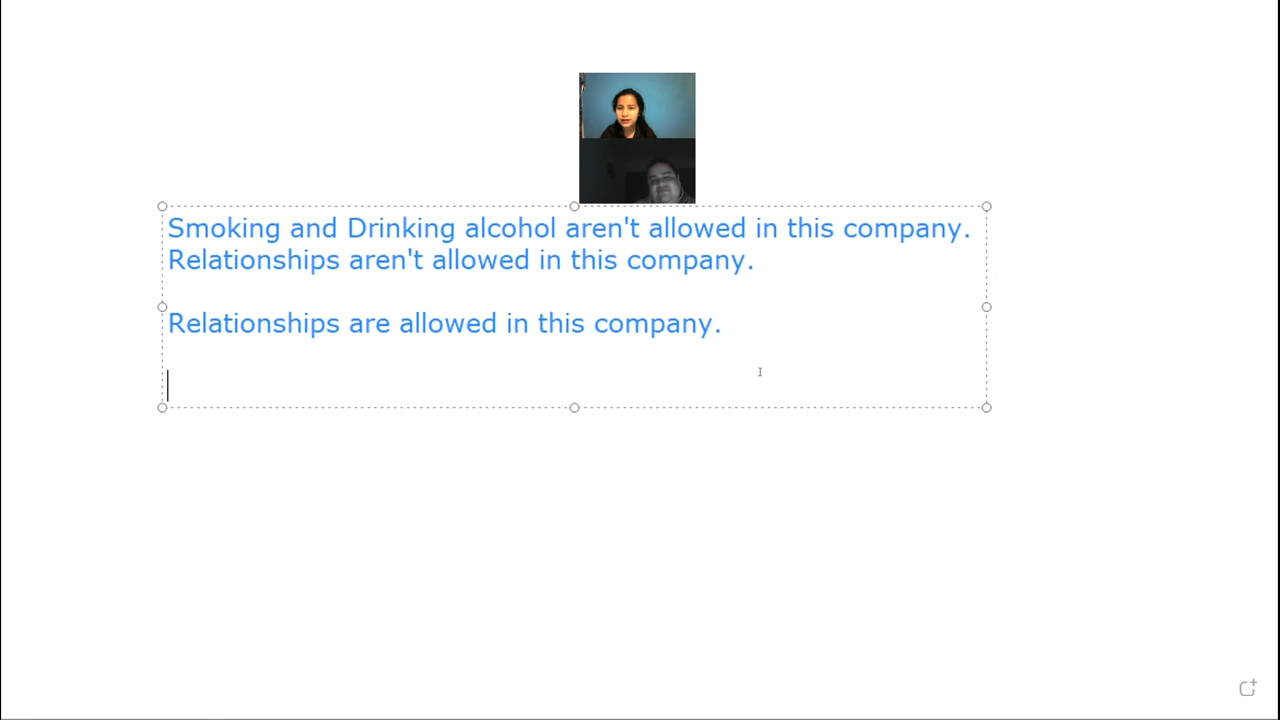 Smoking and Drinking alcohol aren't allowed in this company.
Relationships aren't allowed in this company.
Relationships are allowed in this company.